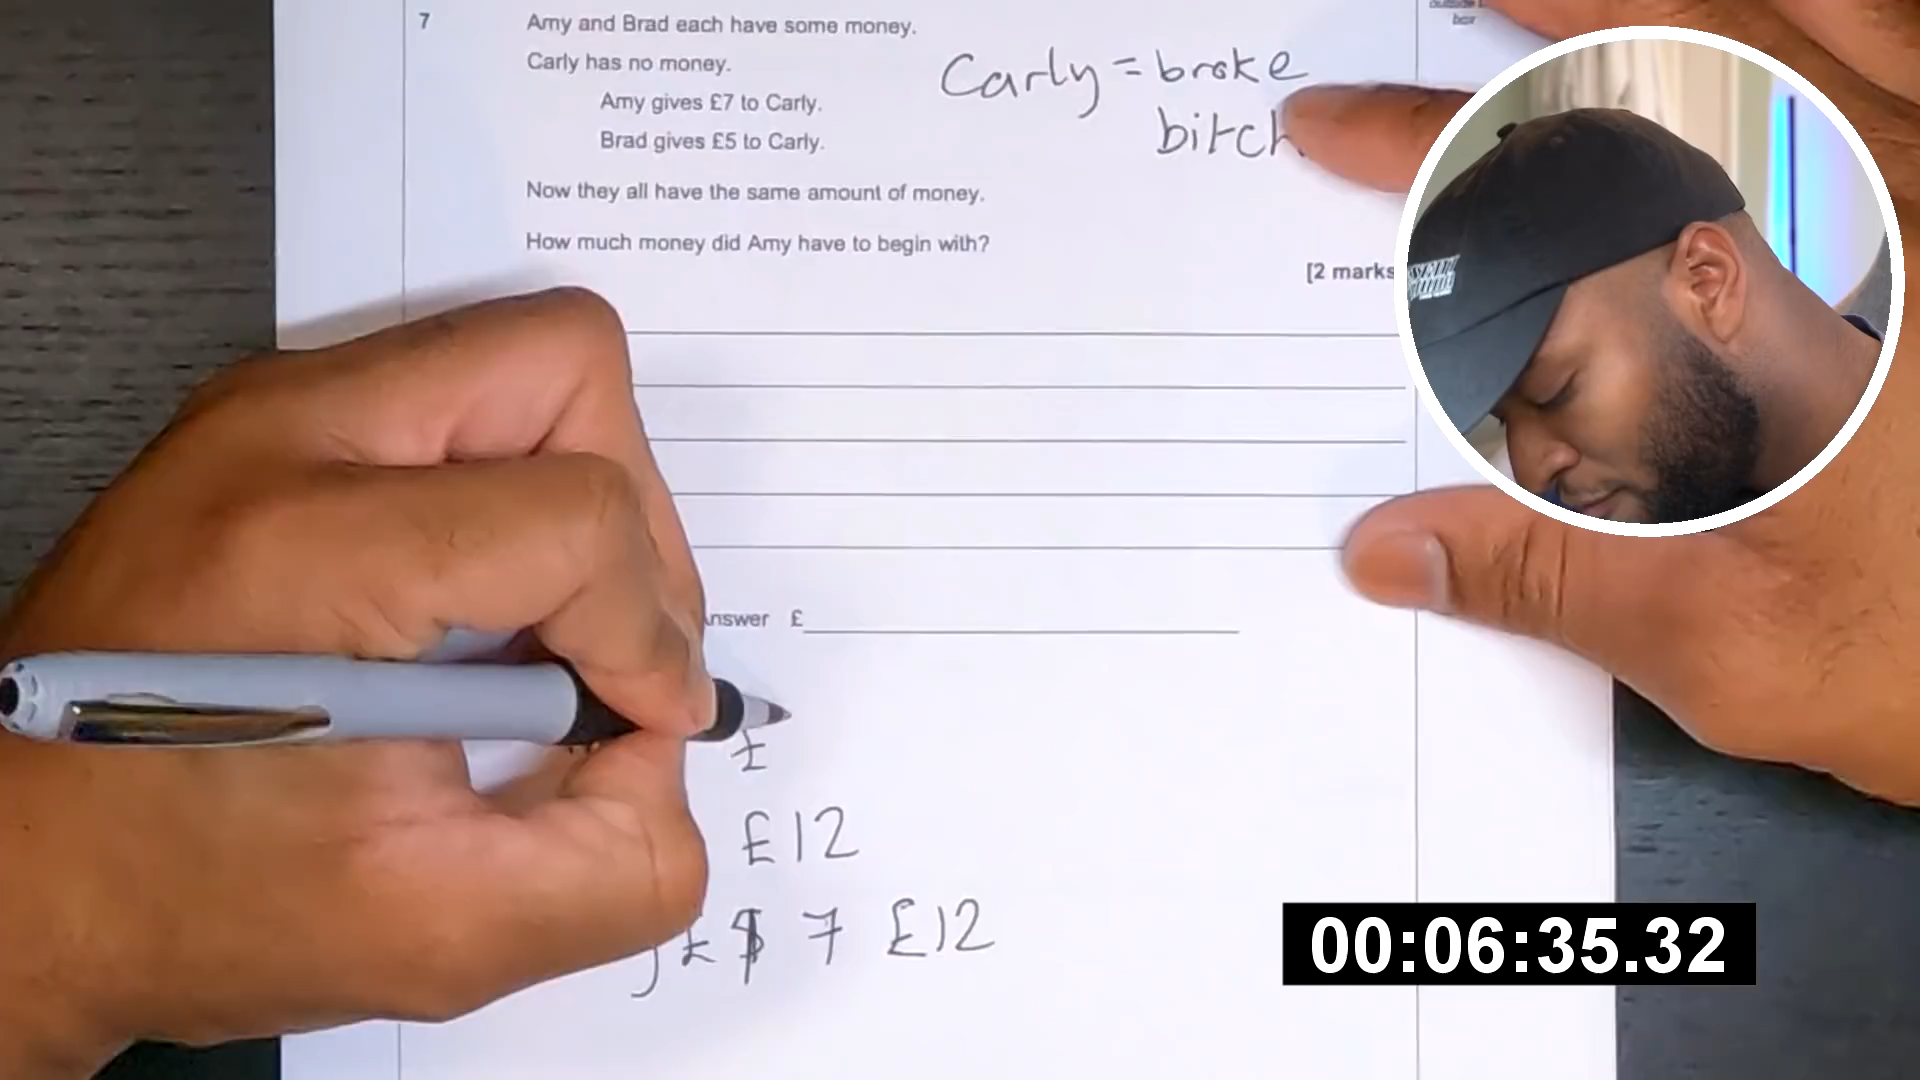 7 Amy and Brad each have some money.
Carly has no money.
Carly = broke
bitch
Amy gives £7 to Carly.
Brad gives £5 to Carly.
Now they all have the same amount of money.
How much money did Amy have to begin with?
[2 marks
box
nswer £
£
£12
7 £12
00:06:35.32